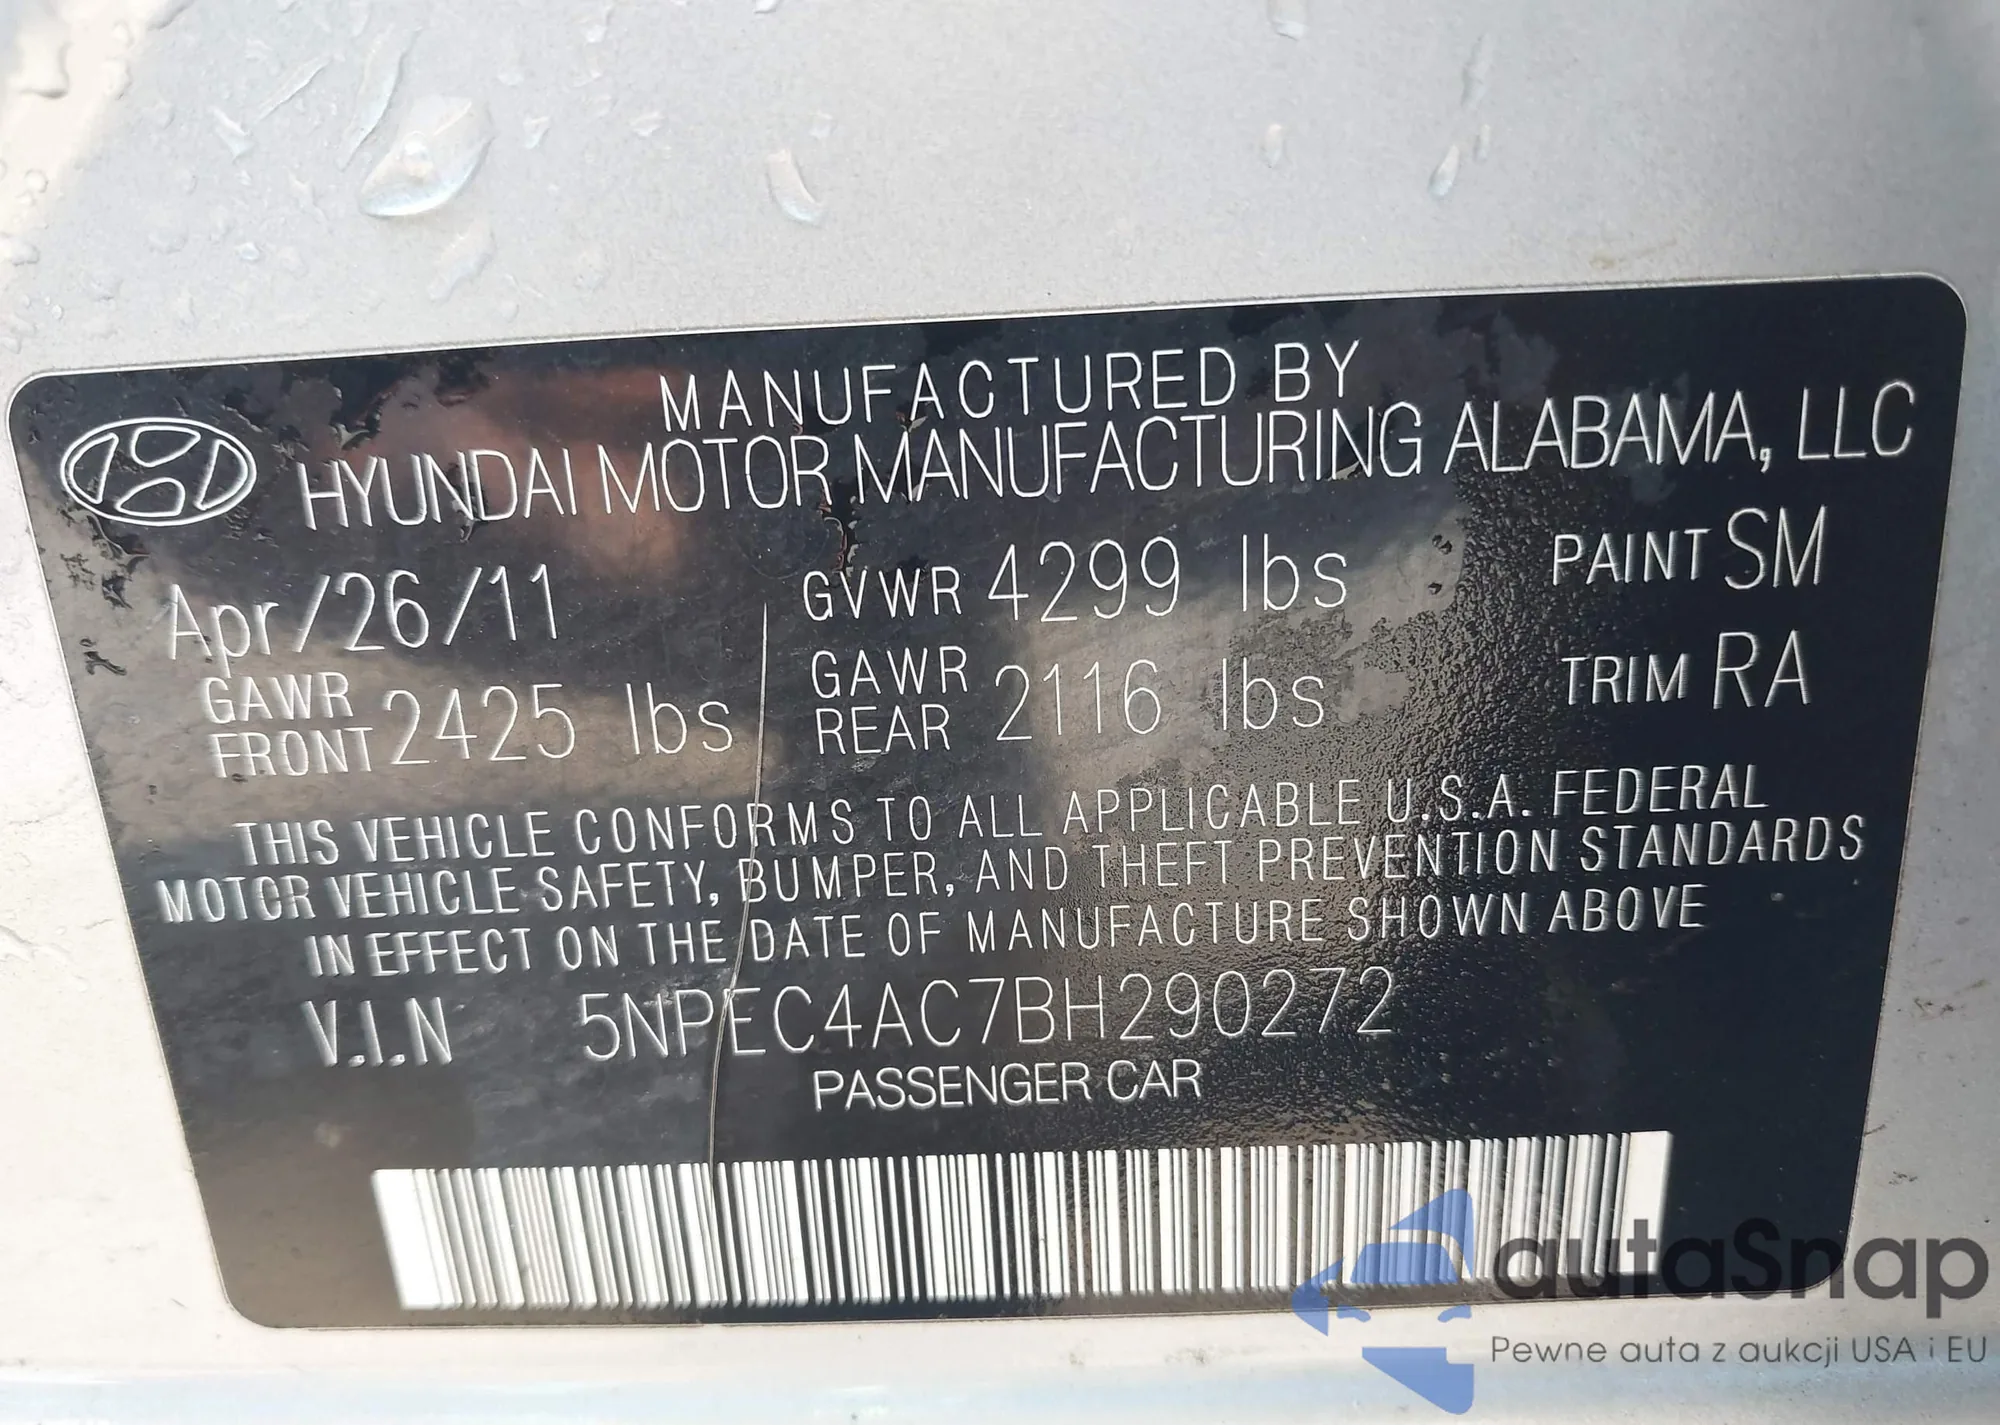 MANUFACTURED BY
HYUNDAI MOTOR MANUFACTURING ALABAMA, LLC
Apr/26/11 GVWR 4299 lbs PAINT SM
GAWR FRONT 2425 lbs GAWR REAR 2116 lbs TRIM RA
THIS VEHICLE CONFORMS TO ALL APPLICABLE U.S.A. FEDERAL
MOTOR VEHICLE SAFETY, BUMPER, AND THEFT PREVENTION STANDARDS
IN EFFECT ON THE DATE OF MANUFACTURE SHOWN ABOVE
V.I.N 5NPEC4AC7BH290272
PASSENGER CAR
autaSnap
Pewne auta z aukcji USA i EU